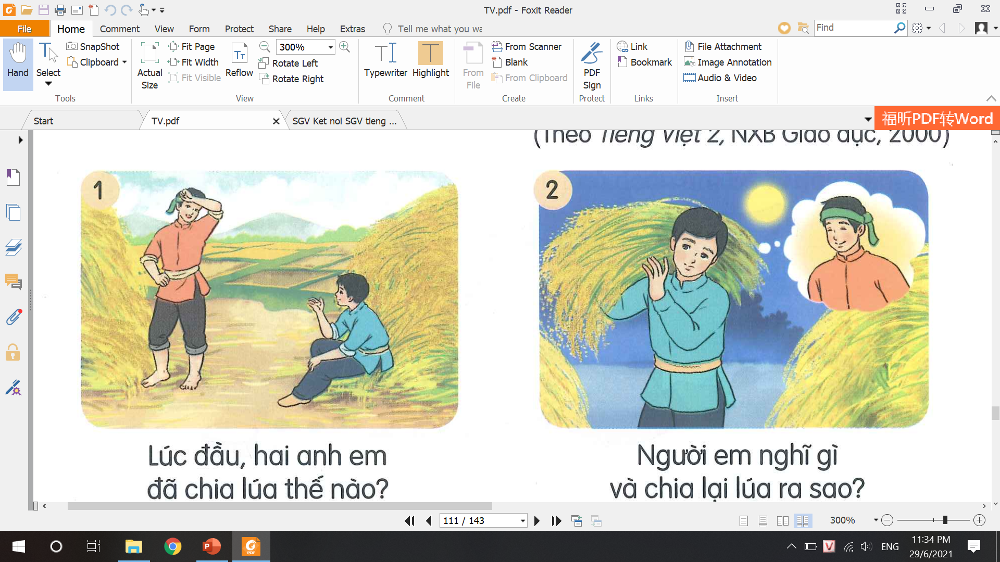 TV.pdf - Foxit Reader
File Home Comment View Form Protect Share Help Extras Tell me what you wa Find
Hand
Select
SnapShot
Clipboard
Tools
Actual Size
Fit Page
Fit Width
Fit Visible
Reflow
300%
Rotate Left
Rotate Right
View
Typewriter
Highlight
Comment
From File
From Scanner
Blank
From Clipboard
Create
PDF Sign
Protect
Link
Bookmark
Links
File Attachment
Image Annotation
Audio & Video
Insert
Start TV.pdf SGV Ket noi SGV tieng ... 福昕PDF转Word
(Theo Tiếng Việt 2, NXB Giáo dục, 2000)
1
2
Lúc đầu, hai anh em
đã chia lúa thế nào?
Người em nghĩ gì
và chia lại lúa ra sao?
111 / 143 300%
ENG
11:34 PM
29/6/2021